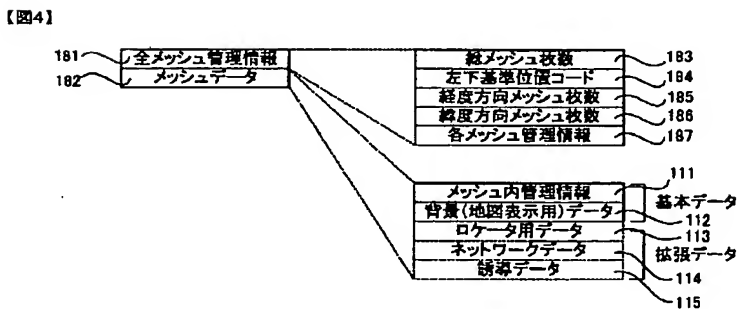 【図4】
181 全メッシュ管理情報
182 メッシュデータ
総メッシュ枚数 183
左下基準位置コード 184
経度方向メッシュ枚数 185
緯度方向メッシュ枚数 186
各メッシュ管理情報 187
メッシュ内管理情報 111
背景(地図表示用)データ 112
基本データ
ロケータ用データ 113
ネットワークデータ 114
誘導データ 115
拡張データ